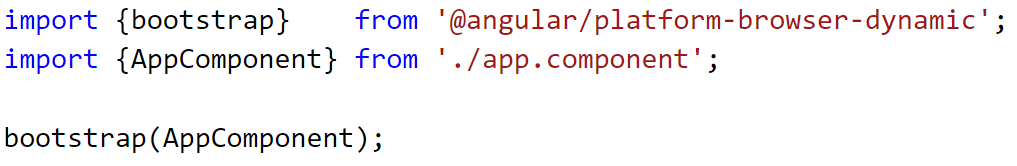 import {bootstrap}    from '@angular/platform-browser-dynamic';
import {AppComponent} from './app.component';
bootstrap(AppComponent);